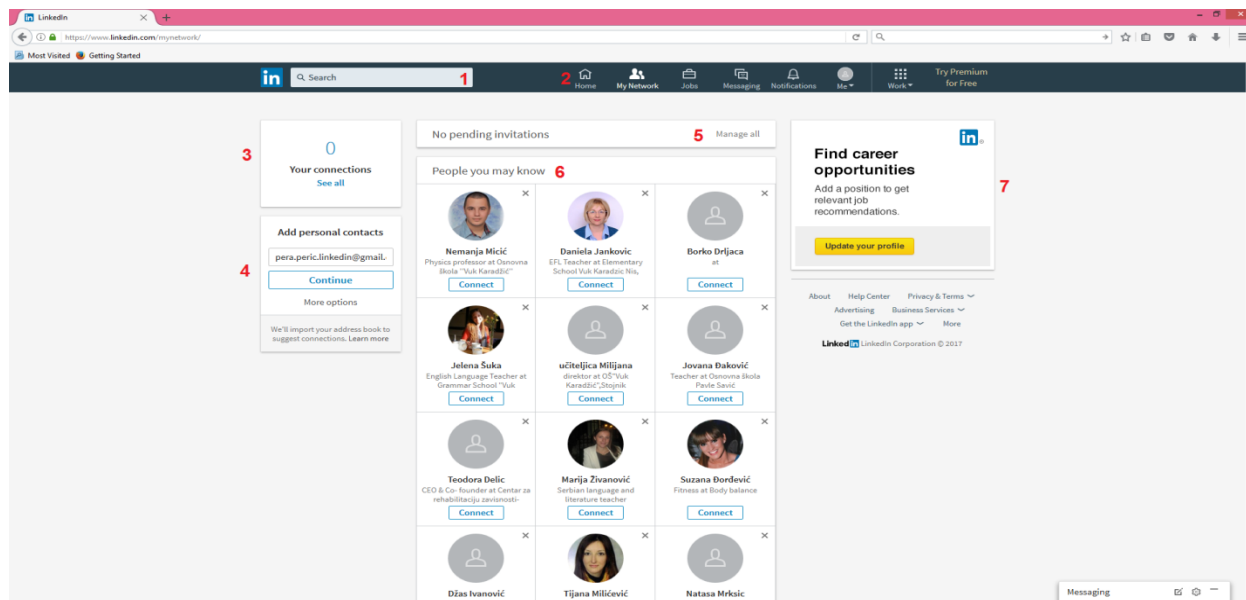 LinkedIn
https://www.linkedin.com/mynetwork/
Most Visited Getting Started
in Search 1 2 Home My Network Jobs Messaging Notifications Me Work Try Premium for Free
3
0
Your connections
See all
4
Add personal contacts
pera.peric.linkedin@gmail.
Continue
More options
We'll import your address book to
suggest connections. Learn more
No pending invitations 5 Manage all
People you may know 6
Nemanja Micić
Physics professor at Osnovna
škola "Vuk Karadžić"
Connect
Daniela Jankovic
EFL Teacher at Elementary
School Vuk Karadzic Nis,
Connect
Borko Drljaca
at
Connect
Jelena Šuka
English Language Teacher at
Grammar School "Vuk
Connect
učiteljica Milijana
direktor at OŠ"Vuk
Karadžić",Stojnik
Connect
Jovana Đaković
Teacher at Osnovna škola
Pavle Savić
Connect
Teodora Delic
CEO & Co- founder at Centar za
rehabilitaciju zavisnosti-
Connect
Marija Živanović
Serbian language and
literature teacher
Connect
Suzana Đorđević
Fitness at Body balance
Connect
Džas Ivanović
Tijana Milićević
Natasa Mrksic
in
Find career
opportunities
7
Add a position to get
relevant job
recommendations.
Update your profile
About Help Center Privacy & Terms
Advertising Business Services
Get the LinkedIn app More
LinkedIn LinkedIn Corporation © 2017
Messaging